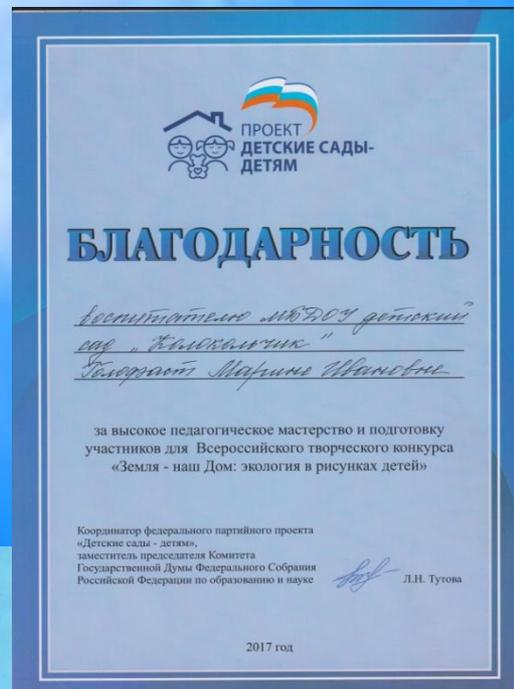 ПРОЕКТ
ДЕТСКИЕ САДЫ-
ДЕТЯМ
БЛАГОДАРНОСТЬ
воспитателю МБДОУ детский
сад "Колокольчик"
Голофаст Марине Ивановне
за высокое педагогическое мастерство и подготовку
участников для Всероссийского творческого конкурса
«Земля - наш Дом: экология в рисунках детей»
Координатор федерального партийного проекта
«Детские сады - детям»,
заместитель председателя Комитета
Государственной Думы Федерального Собрания
Российской Федерации по образованию и науке
Л.Н. Тутова
2017 год